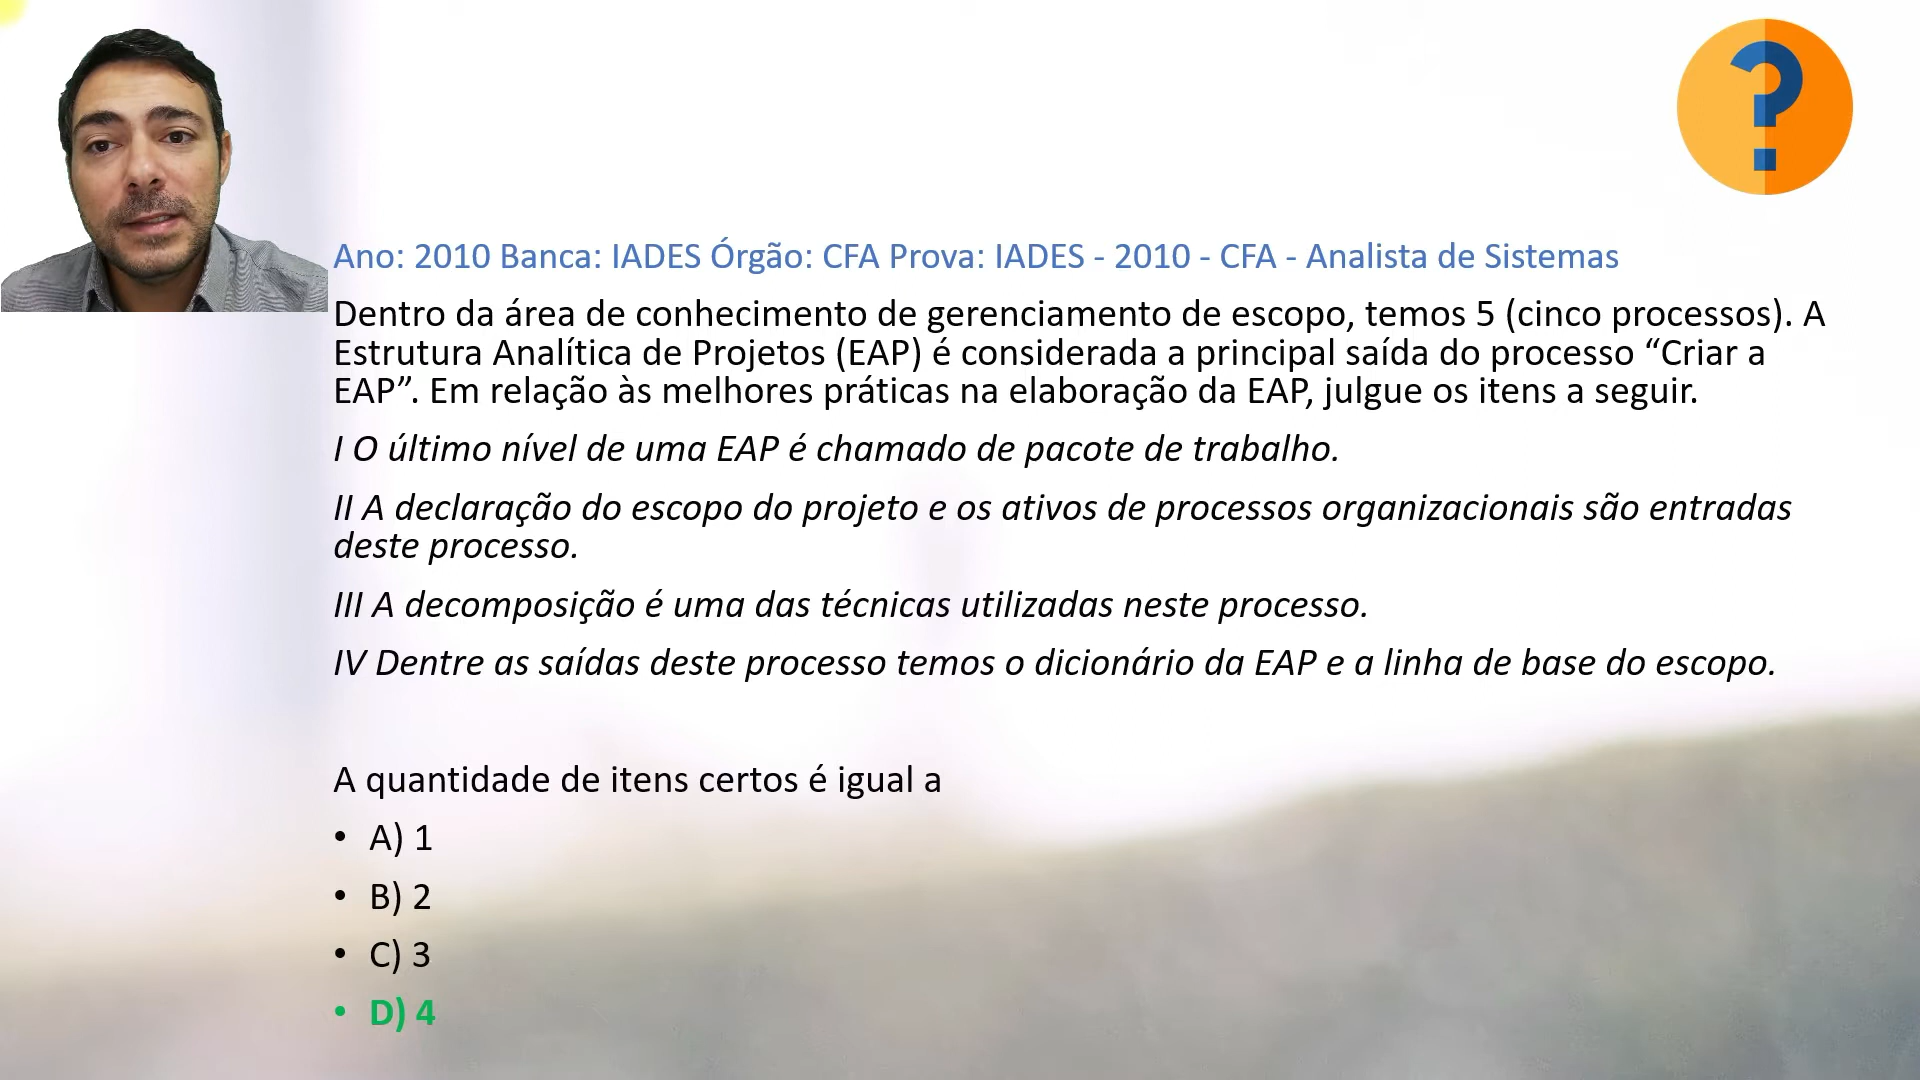 Ano: 2010 Banca: IADES Órgão: CFA Prova: IADES - 2010 - CFA - Analista de Sistemas
Dentro da área de conhecimento de gerenciamento de escopo, temos 5 (cinco processos). A
Estrutura Analítica de Projetos (EAP) é considerada a principal saída do processo “Criar a
EAP”. Em relação às melhores práticas na elaboração da EAP, julgue os itens a seguir.
I O último nível de uma EAP é chamado de pacote de trabalho.
II A declaração do escopo do projeto e os ativos de processos organizacionais são entradas
deste processo.
III A decomposição é uma das técnicas utilizadas neste processo.
IV Dentre as saídas deste processo temos o dicionário da EAP e a linha de base do escopo.
A quantidade de itens certos é igual a
• A) 1
• B) 2
• C) 3
• D) 4